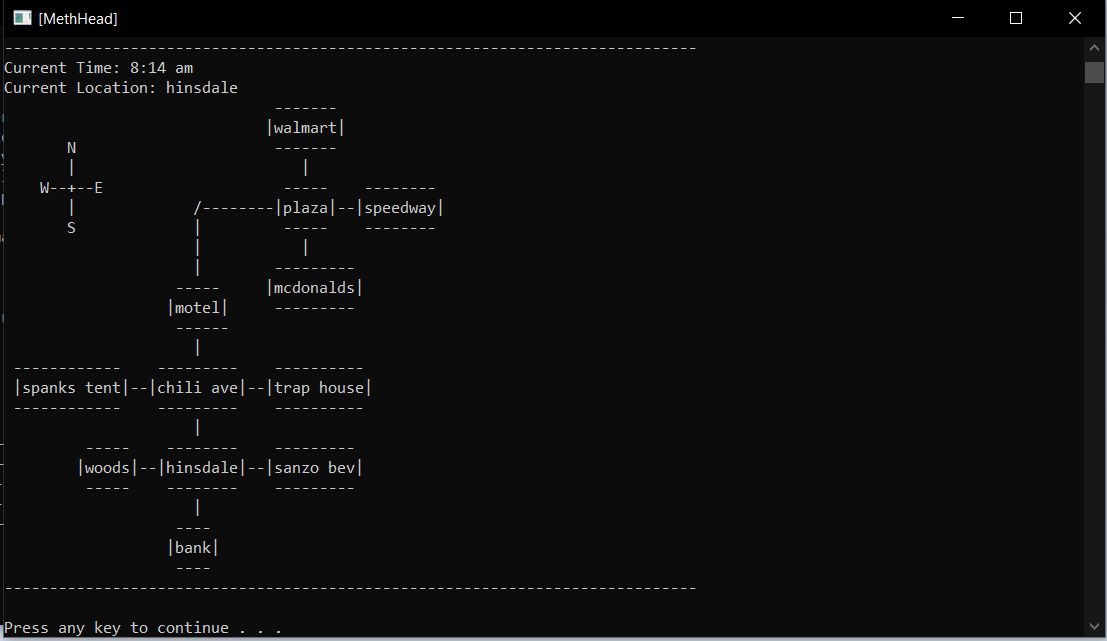 [MethHead]
-----------------------------------------------------------------------------
Current Time: 8:14 am
Current Location: hinsdale
                              -------
                             |walmart|
       N                      -------
       |                         |
    W--+--E                    -----    --------
       |             /--------|plaza|--|speedway|
       S             |         -----    --------
                     |           |
                     |        ---------
                   -----     |mcdonalds|
                  |motel|     ---------
                   ------
                     |
 ------------    ---------    ----------
 |spanks tent|--|chili ave|--|trap house|
 ------------    ---------    ----------
                     |
         -----    --------    ---------
        |woods|--|hinsdale|--|sanzo bev|
         -----    --------    ---------
                     |
                   ----
                  |bank|
                   ----
-----------------------------------------------------------------------------
Press any key to continue . . .